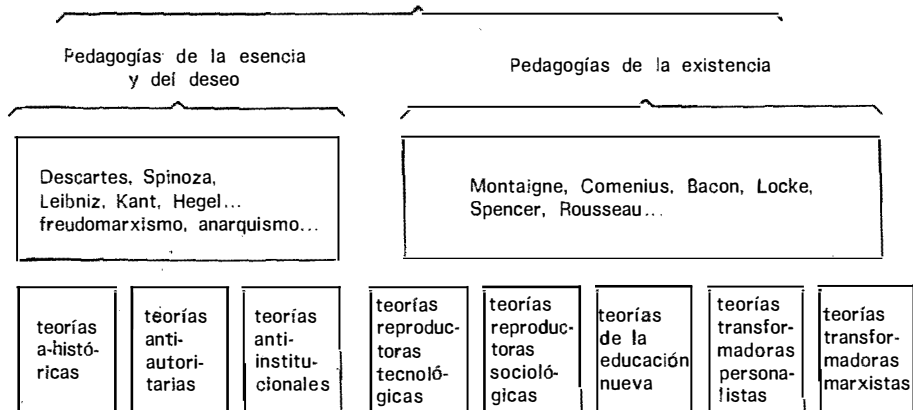 Pedagogías de la esencia
y del deseo
Pedagogías de la existencia
Descartes, Spinoza,
Leibniz, Kant, Hegel...
freudomarxismo, anarquismo...
Montaigne, Comenius, Bacon, Locke,
Spencer, Rousseau...
teorías
a-histó-
ricas
teorías
anti-
autori-
tarias
teorías
anti-
institu-
cionales
teorías
reproduc-
toras
tecnoló-
gicas
teorías
reproduc-
toras
socioló-
gicas
teorías
de la
educación
nueva
teorías
transfor-
madoras
persona-
listas
teorías
transfor-
madoras
marxistas